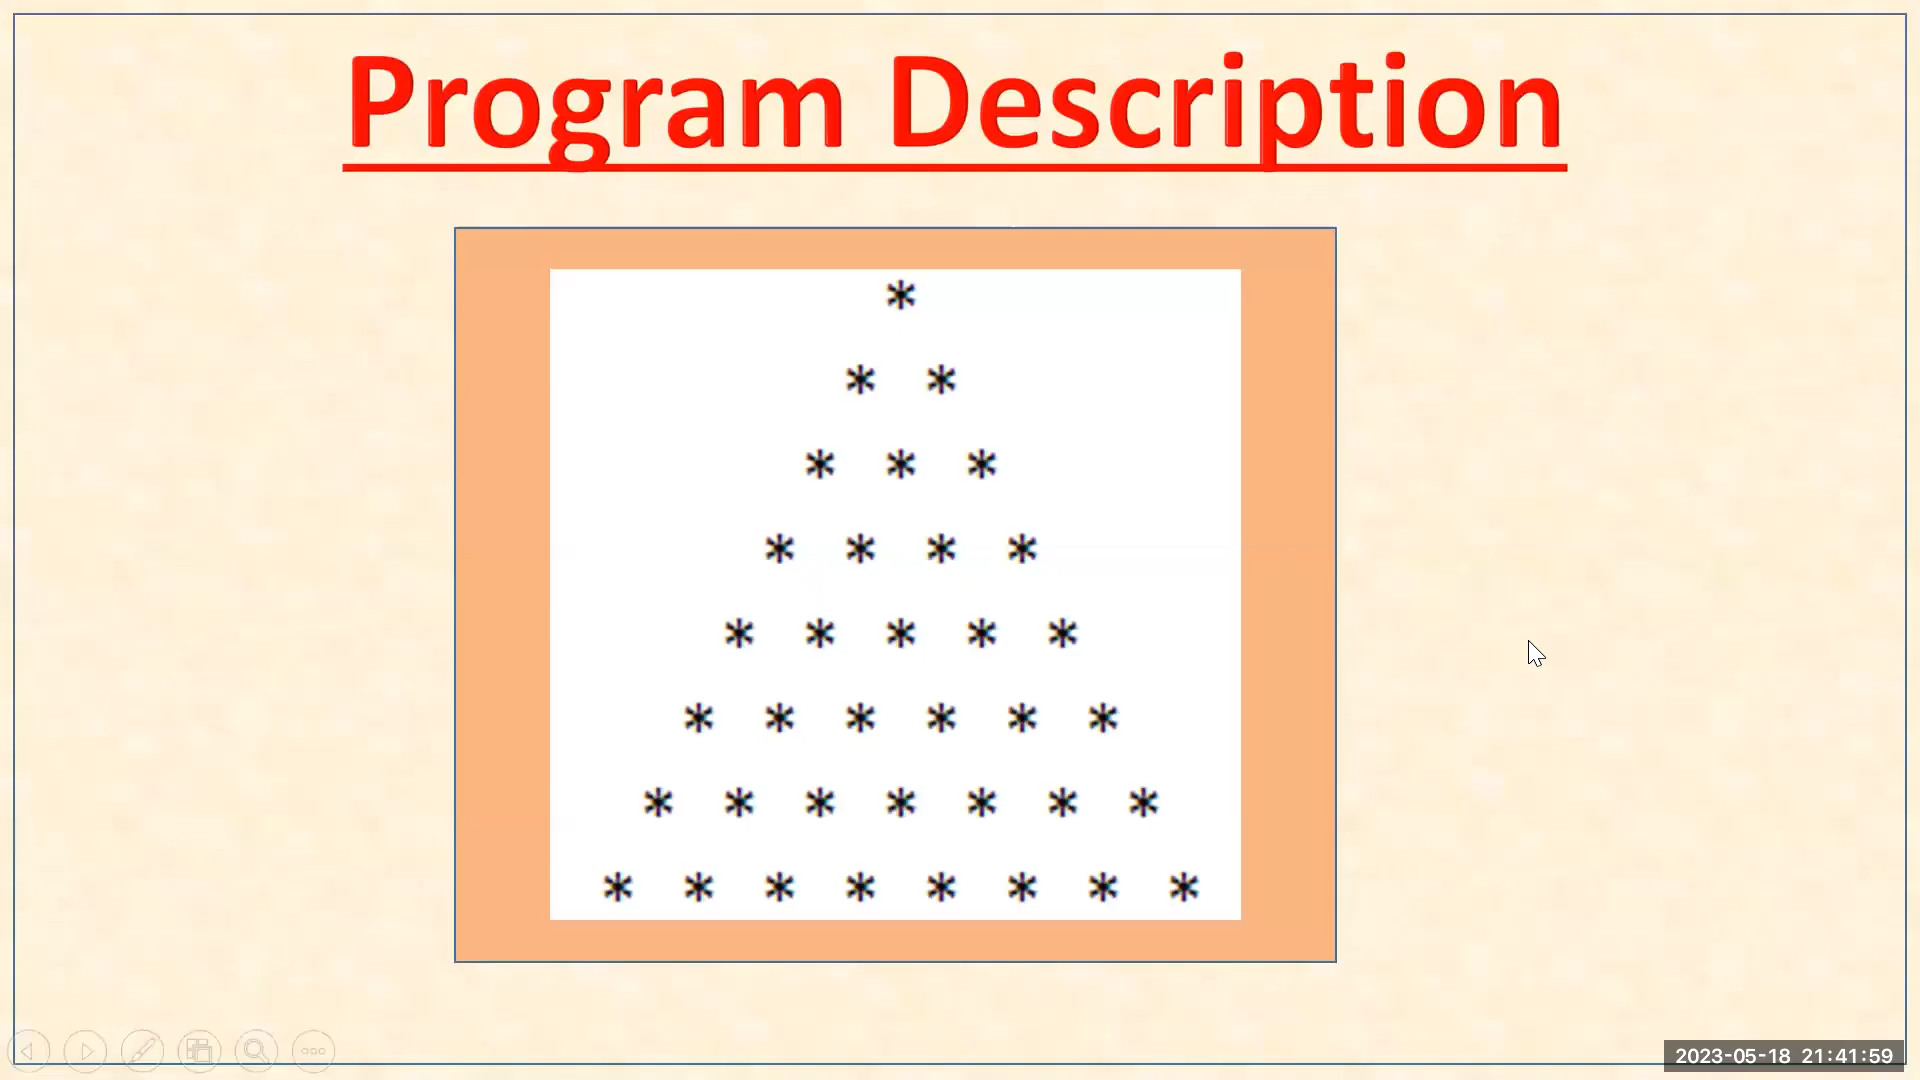 Program Description
*
* *
* * *
* * * *
* * * * *
* * * * * *
* * * * * * *
* * * * * * * *
2023-05-18 21:41:59